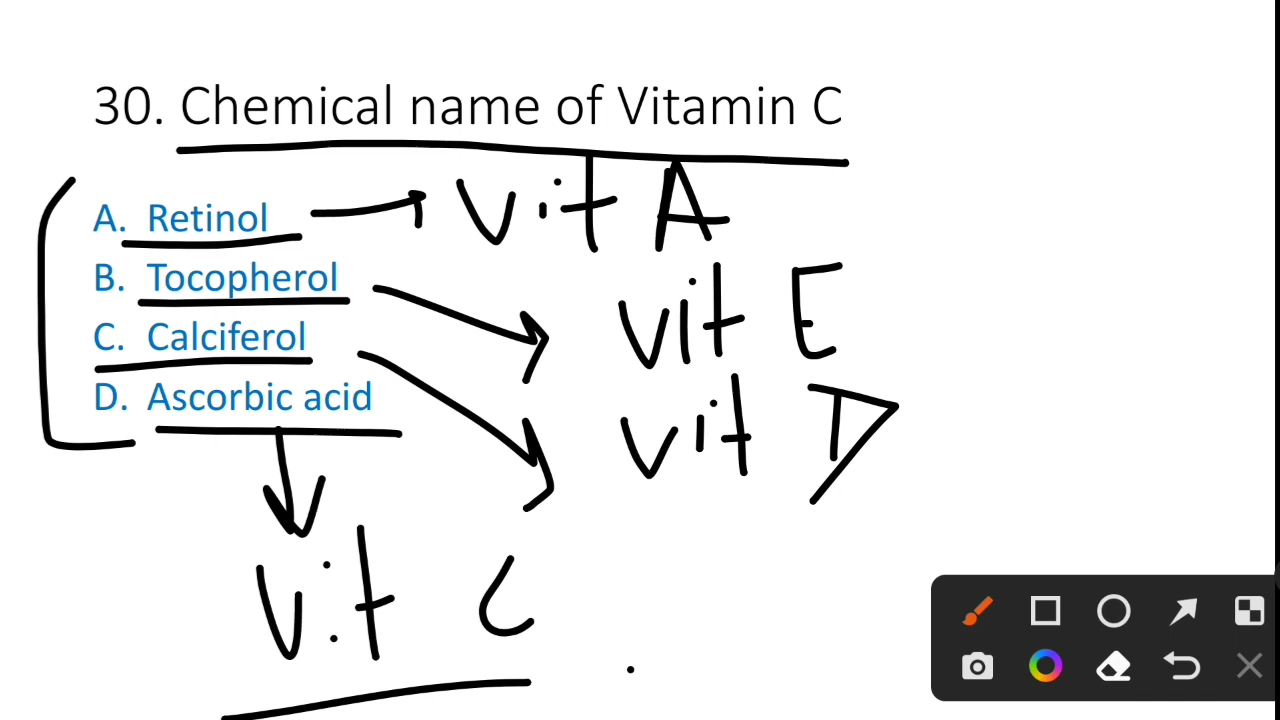 30. Chemical name of Vitamin C
A. Retinol
vit A
B. Tocopherol
vit E
C. Calciferol
vit D
D. Ascorbic acid
vit C